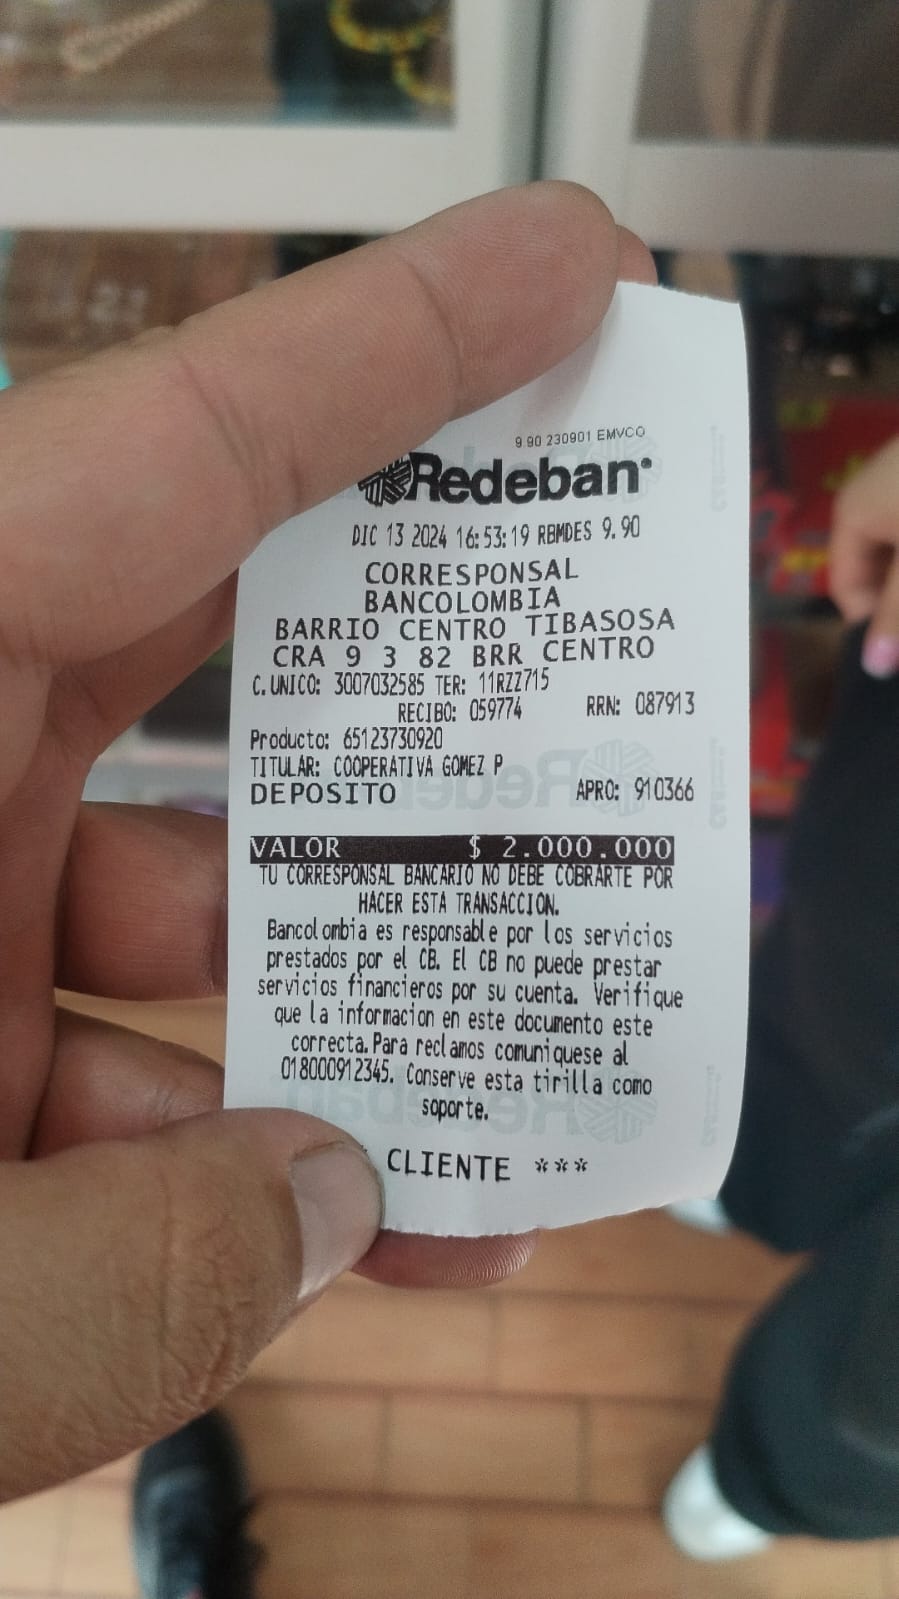 9.90 230901 EMVCO
Redeban
DIC 13 2024 16:53:19 RBMDES 9.90
CORRESPONSAL
BANCOLOMBIA
BARRIO CENTRO TIBASOSA
CRA 9 3 82 BRR CENTRO
C.UNICO: 3007032585 TER: 11RZZ715
RECIBO: 059774 RRN: 087913
Producto: 65123730920
TITULAR: COOPERATIVA GOMEZ P
DEPOSITO APRO: 910366
VALOR $ 2.000.000
TU CORRESPONSAL BANCARIO NO DEBE COBRARTE POR
HACER ESTA TRANSACCION.
Bancolombia es responsable por los servicios
prestados por el CB. El CB no puede prestar
servicios financieros por su cuenta. Verifique
que la informacion en este documento este
correcta.Para reclamos comuniquese al
018000912345. Conserve esta tirilla como
soporte.
CLIENTE ***